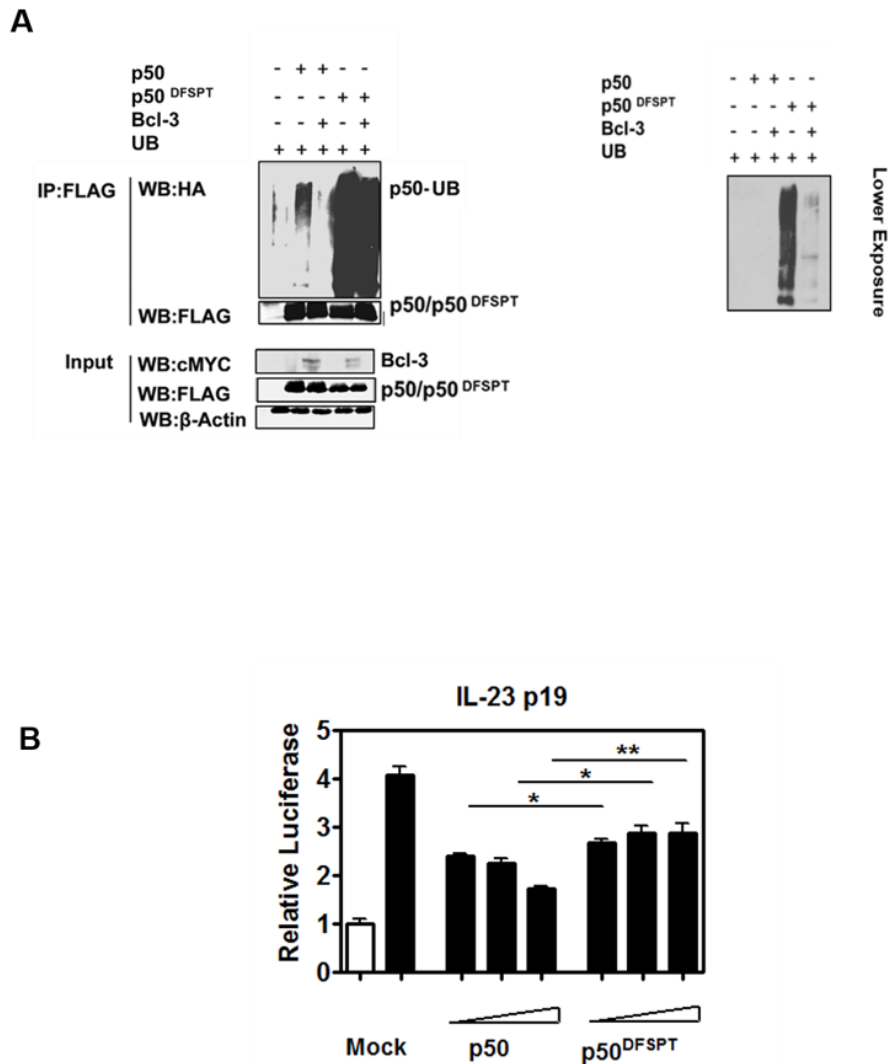 A
p50 - + + - -
p50 DFSPT - - - + +
Bcl-3 - - + - +
UB + + + + +
IP:FLAG WB:HA p50-UB
WB:FLAG p50/p50 DFSPT
Input WB:cMYC Bcl-3
WB:FLAG p50/p50 DFSPT
WB:β-Actin
p50 - + + - -
p50 DFSPT - - - + +
Bcl-3 - - + - +
UB + + + + +
Lower Exposure
B
IL-23 p19
Relative Luciferase
5
4
3
2
1
0
**
*
*
Mock p50 p50DFSPT